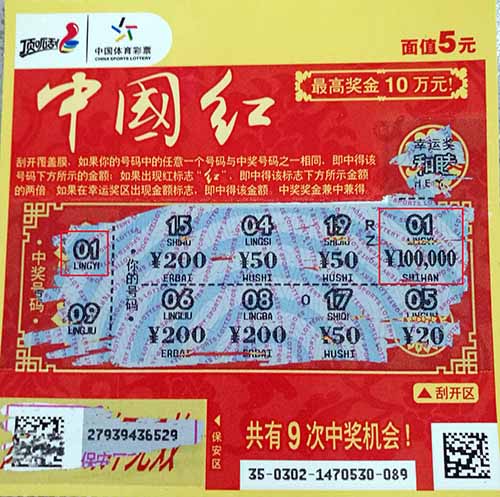 顶呱刮
中国体育彩票
CHINA SPORTS LOTTERY
面值5元
中國红
最高奖金10万元!
刮开覆盖膜，如果你的号码中的任意一个号码与中奖号码之一相同，即中得该
号码下方所示的金额；如果出现红标志“红”，即中得该标志下方所示金额
的两倍；如果在幸运奖区出现金额标志，即中得该金额。中奖奖金兼中兼得。
幸运奖
和睦
中奖号码
01
LINGYI
09
LINGJIU
你的号码
15 04 19 RZ 01
SHIWU LINGSI SHIJIU LINGYI
¥200 ¥50 ¥50 ¥100,000
ERBAI WUSHI WUSHI SHIWAN
06 08 O 17 05
LINGLIU LINGBA SHIQI
¥200 ¥200 ¥50 ¥20
ERBAI ERBAI WUSHI
刮开区
27939436529
保安区
共有9次中奖机会!
35-0302-1470530-089